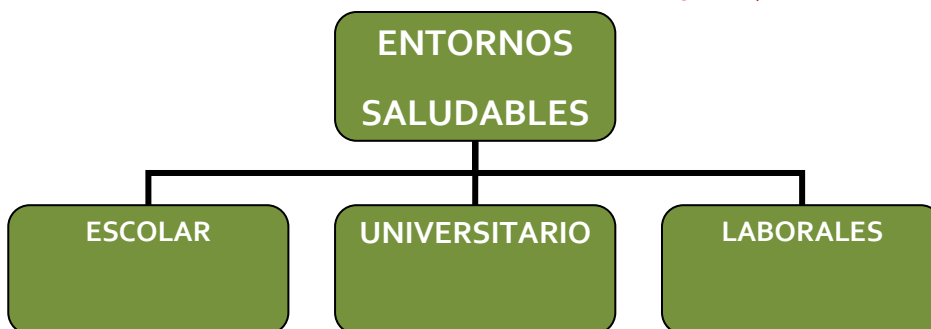 ENTORNOS
SALUDABLES
ESCOLAR
UNIVERSITARIO
LABORALES